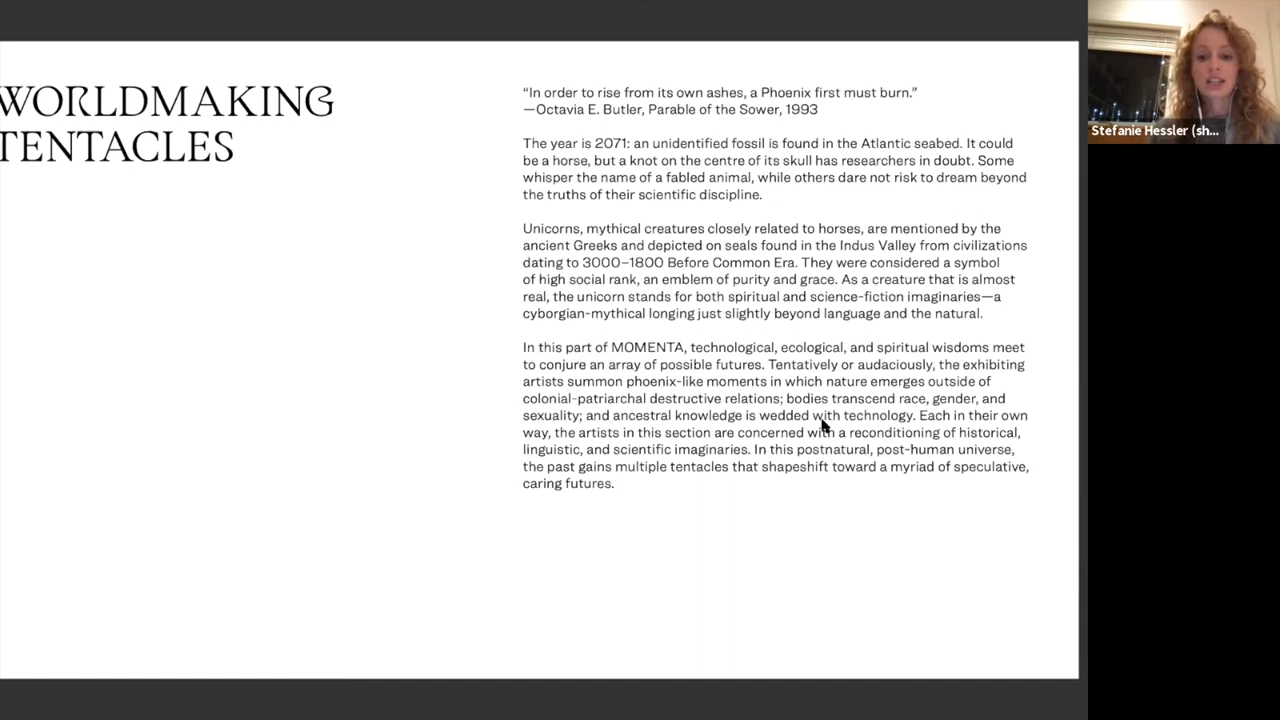 WORLDMAKING
TENTACLES
“In order to rise from its own ashes, a Phoenix first must burn.”
—Octavia E. Butler, Parable of the Sower, 1993
The year is 2071: an unidentified fossil is found in the Atlantic seabed. It could
be a horse, but a knot on the centre of its skull has researchers in doubt. Some
whisper the name of a fabled animal, while others dare not risk to dream beyond
the truths of their scientific discipline.
Unicorns, mythical creatures closely related to horses, are mentioned by the
ancient Greeks and depicted on seals found in the Indus Valley from civilizations
dating to 3000–1800 Before Common Era. They were considered a symbol
of high social rank, an emblem of purity and grace. As a creature that is almost
real, the unicorn stands for both spiritual and science-fiction imaginaries—a
cyborgian-mythical longing just slightly beyond language and the natural.
In this part of MOMENTA, technological, ecological, and spiritual wisdoms meet
to conjure an array of possible futures. Tentatively or audaciously, the exhibiting
artists summon phoenix-like moments in which nature emerges outside of
colonial-patriarchal destructive relations; bodies transcend race, gender, and
sexuality; and ancestral knowledge is wedded with technology. Each in their own
way, the artists in this section are concerned with a reconditioning of historical,
linguistic, and scientific imaginaries. In this postnatural, post-human universe,
the past gains multiple tentacles that shapeshift toward a myriad of speculative,
caring futures.
Stefanie Hessler (sh...